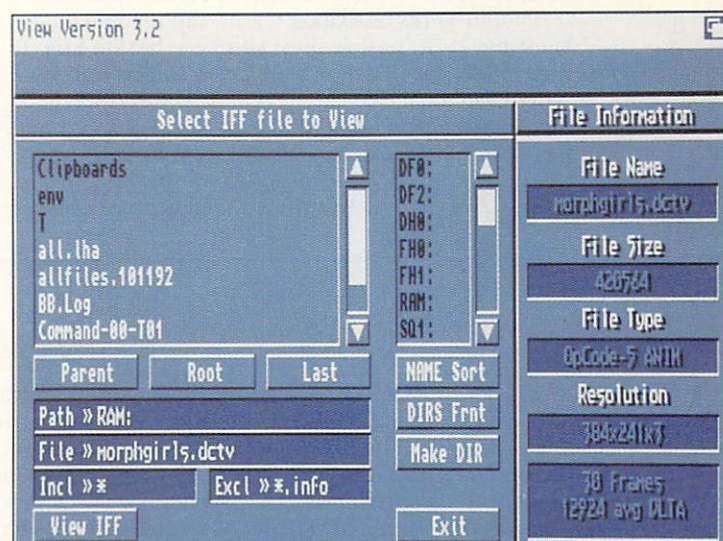 View Version 3.2
Select IFF file to View
File Information
Clipboards
env
T
all.lha
allfiles.101192
BB.Log
Command-00-T01
DF0:
DF2:
DH0:
FH0:
FH1:
RAM:
SQ1:
Parent
Root
Last
NAME Sort
DIRS Frnt
Make DIR
Path »RAM:
File »morphgirls.dctv
Incl »*
Excl »*.info
View IFF
Exit
File Name
morphgirls.dctv
File Size
420564
File Type
OpCode-5 ANIM
Resolution
384x241x3
38 Frames
12924 avg DLTA